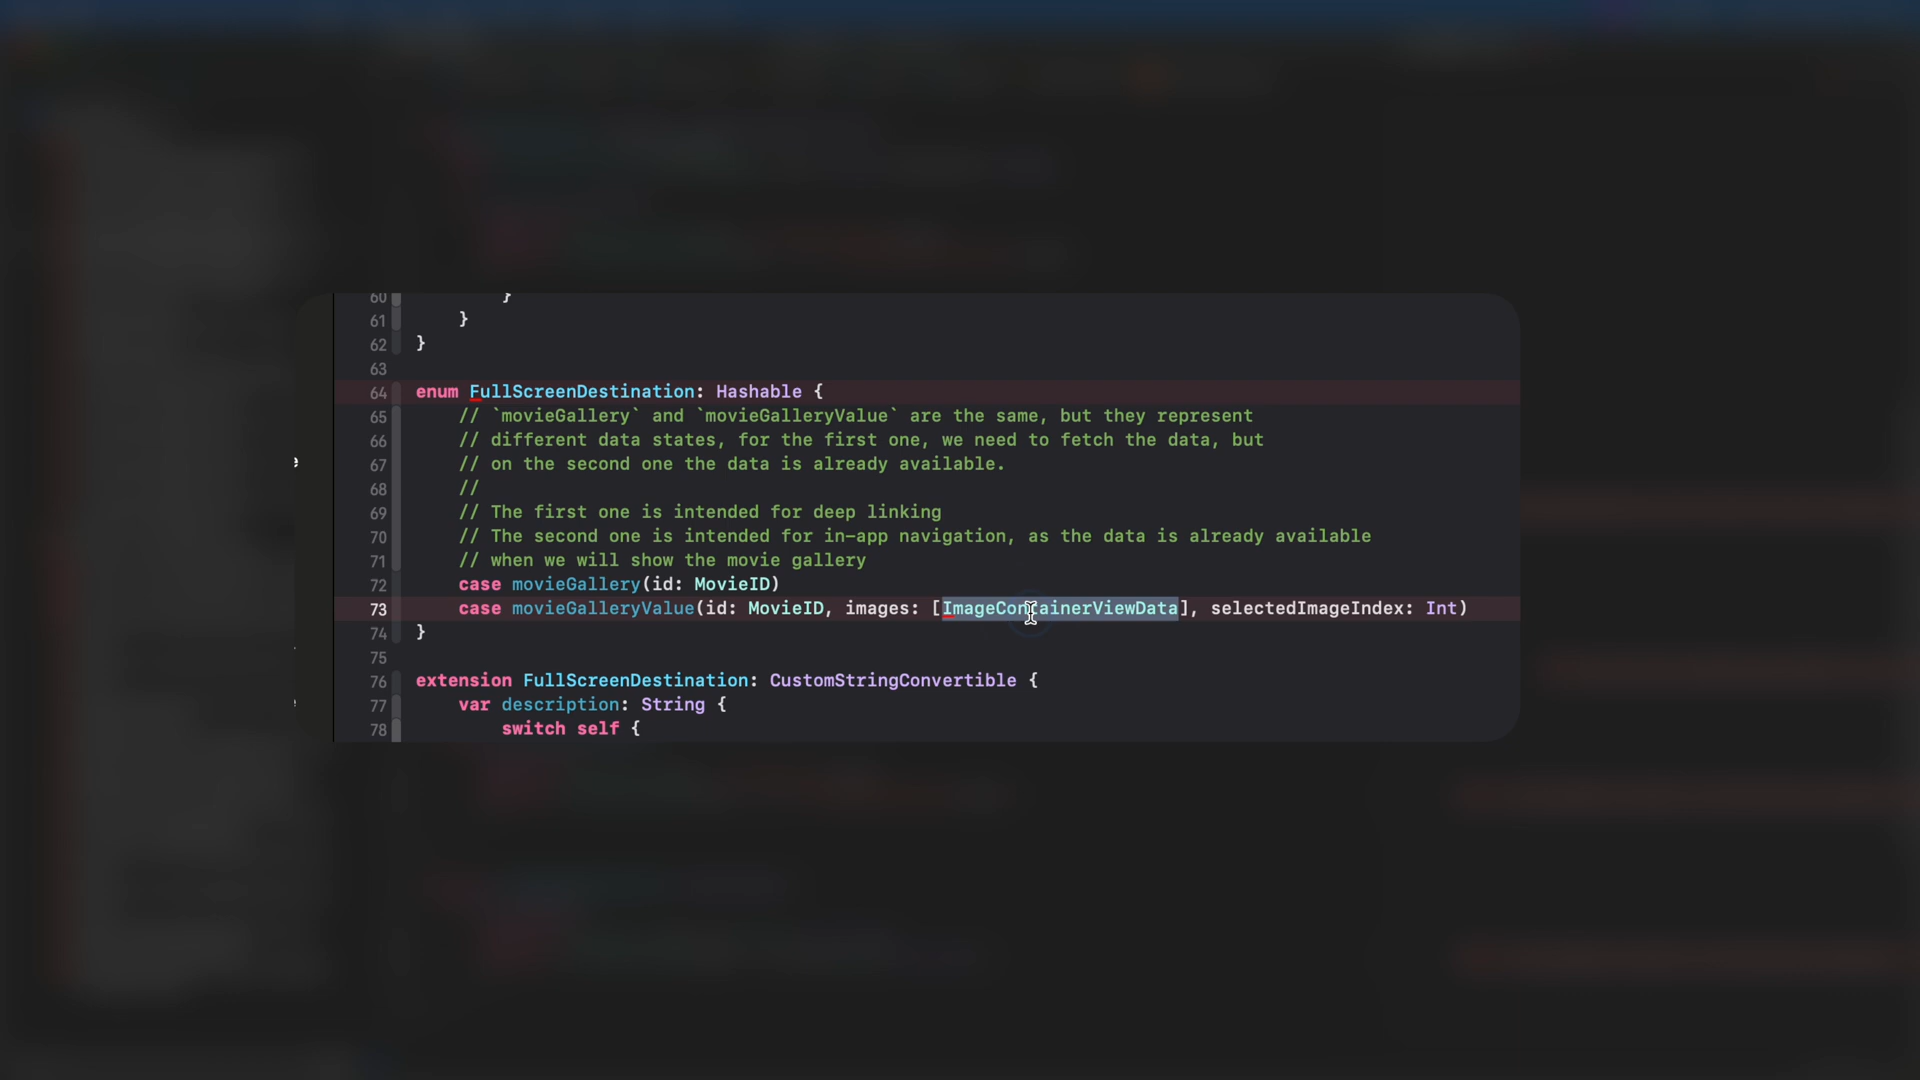 60 }
61 }
62 }
63
64 enum FullScreenDestination: Hashable {
65 // `movieGallery` and `movieGalleryValue` are the same, but they represent
66 // different data states, for the first one, we need to fetch the data, but
67 // on the second one the data is already available.
68 //
69 // The first one is intended for deep linking
70 // The second one is intended for in-app navigation, as the data is already available
71 // when we will show the movie gallery
72 case movieGallery(id: MovieID)
73 case movieGalleryValue(id: MovieID, images: [ImageContainerViewData], selectedImageIndex: Int)
74 }
75
76 extension FullScreenDestination: CustomStringConvertible {
77 var description: String {
78 switch self {